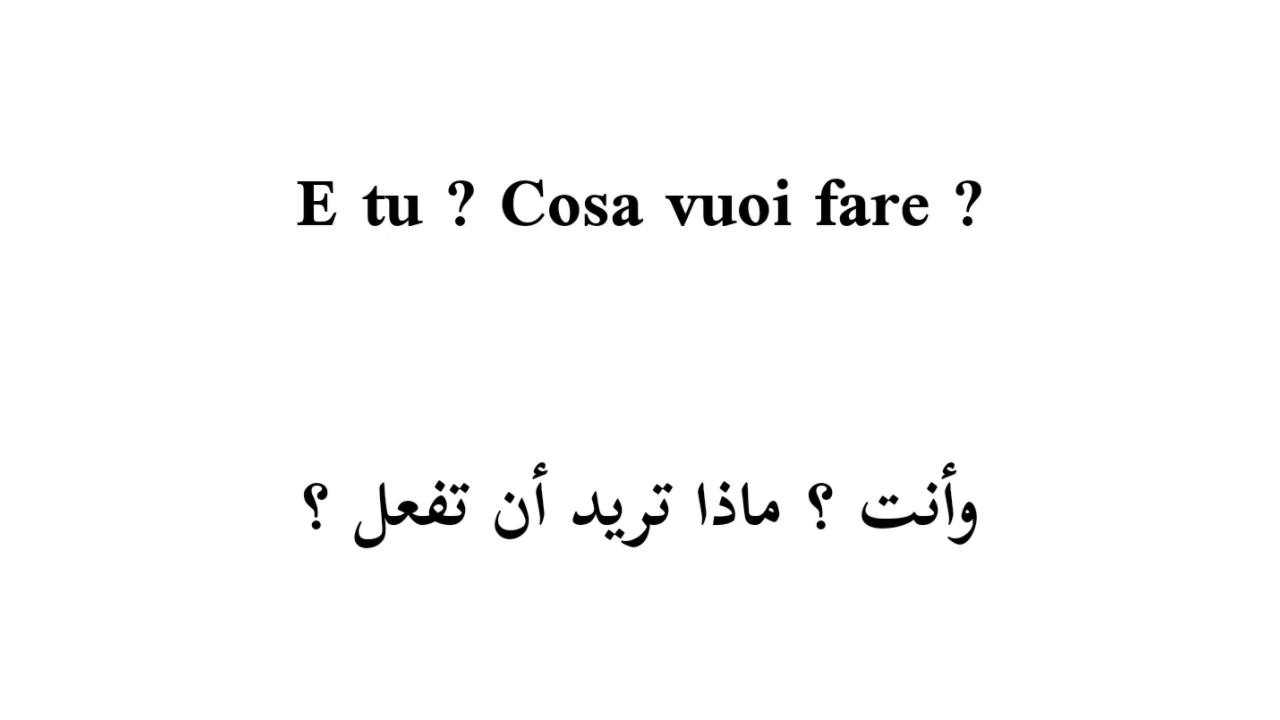 E tu ? Cosa vuoi fare ?
وأنت ؟ ماذا تريد أن تفعل ؟